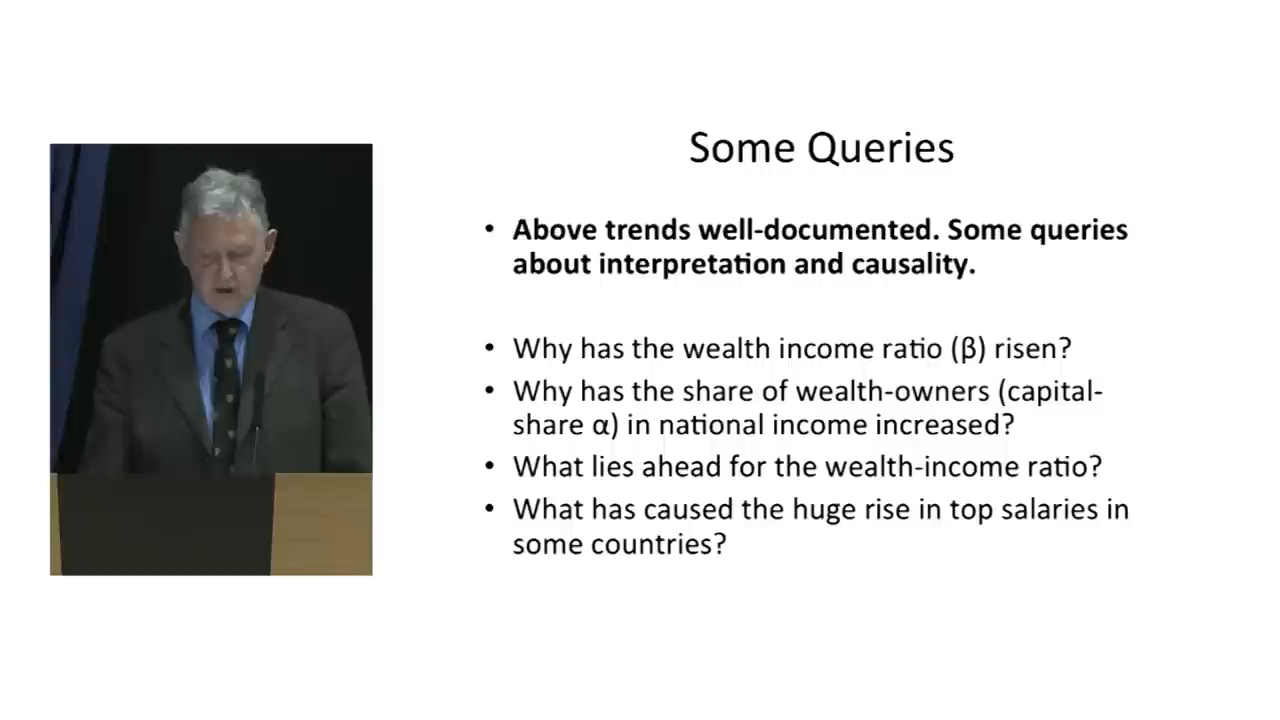 Some Queries
• Above trends well-documented. Some queries
about interpretation and causality.
• Why has the wealth income ratio (β) risen?
• Why has the share of wealth-owners (capital-
share α) in national income increased?
• What lies ahead for the wealth-income ratio?
• What has caused the huge rise in top salaries in
some countries?